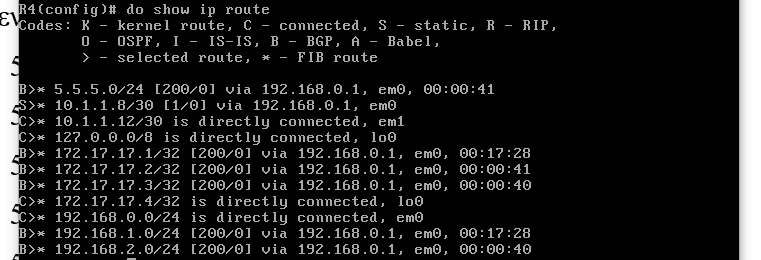 R4(config)# do show ip route
Codes: K - kernel route, C - connected, S - static, R - RIP,
       O - OSPF, I - IS-IS, B - BGP, A - Babel,
       > - selected route, * - FIB route

B>* 5.5.5.0/24 [200/0] via 192.168.0.1, em0, 00:00:41
S>* 10.1.1.8/30 [1/0] via 192.168.0.1, em0
C>* 10.1.1.12/30 is directly connected, em1
C>* 127.0.0.0/8 is directly connected, lo0
B>* 172.17.17.1/32 [200/0] via 192.168.0.1, em0, 00:17:28
B>* 172.17.17.2/32 [200/0] via 192.168.0.1, em0, 00:00:41
B>* 172.17.17.3/32 [200/0] via 192.168.0.1, em0, 00:00:40
C>* 172.17.17.4/32 is directly connected, lo0
C>* 192.168.0.0/24 is directly connected, em0
B>* 192.168.1.0/24 [200/0] via 192.168.0.1, em0, 00:17:28
B>* 192.168.2.0/24 [200/0] via 192.168.0.1, em0, 00:00:40